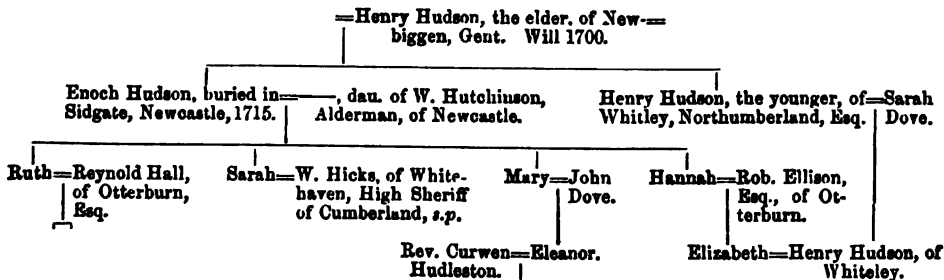 =Henry Hudson, the elder, of New-=
biggen, Gent. Will 1700.
Enoch Hudson, buried in=——, dau. of W. Hutchinson,
Sidgate, Newcastle, 1715. Alderman, of Newcastle.
Henry Hudson, the younger, of=Sarah
Whitley, Northumberland, Esq. Dove.
Ruth=Reynold Hall,
of Otterburn,
Esq.
Sarah=W. Hicks, of White-
haven, High Sheriff
of Cumberland, s.p.
Mary=John
Dove.
Hannah=Rob. Ellison,
Esq., of Ot-
terburn.
Rev. Curwen=Eleanor.
Hudleston.
Elizabeth=Henry Hudson, of
Whiteley.